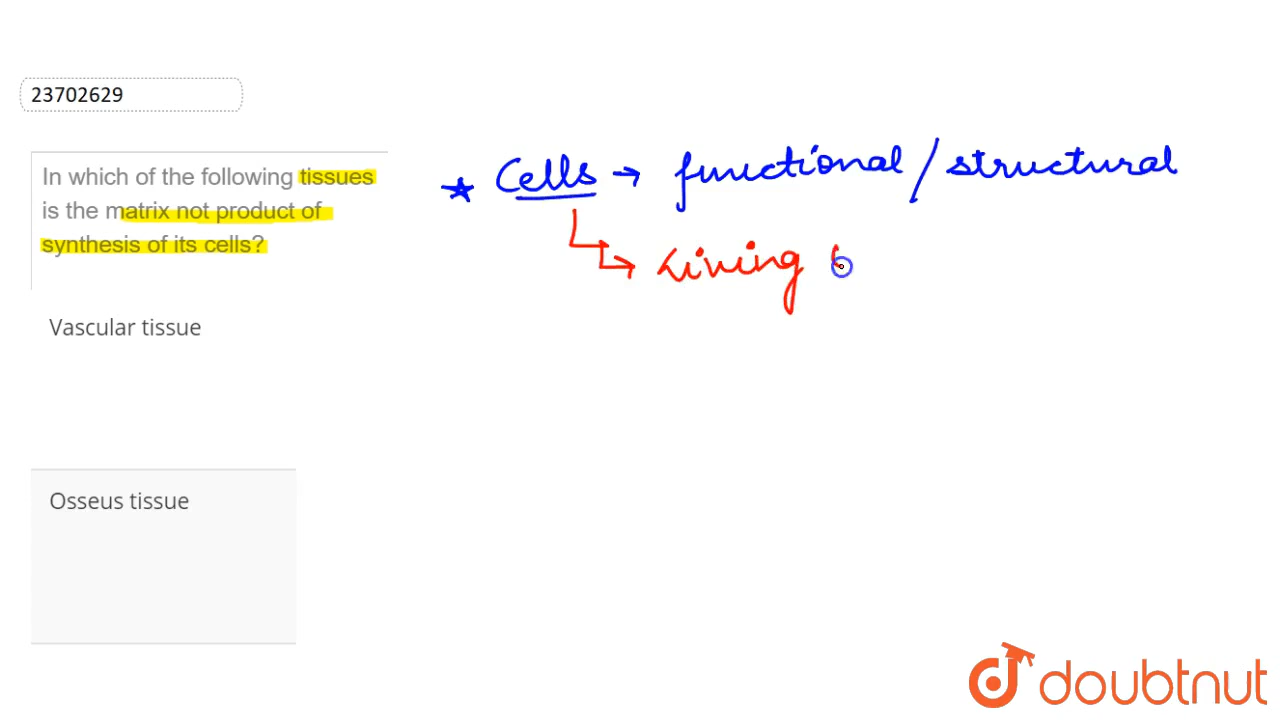 23702629
In which of the following tissues
is the matrix not product of
synthesis of its cells?
Vascular tissue
Osseus tissue
★ Cells → functional / structural
Living
doubtnut